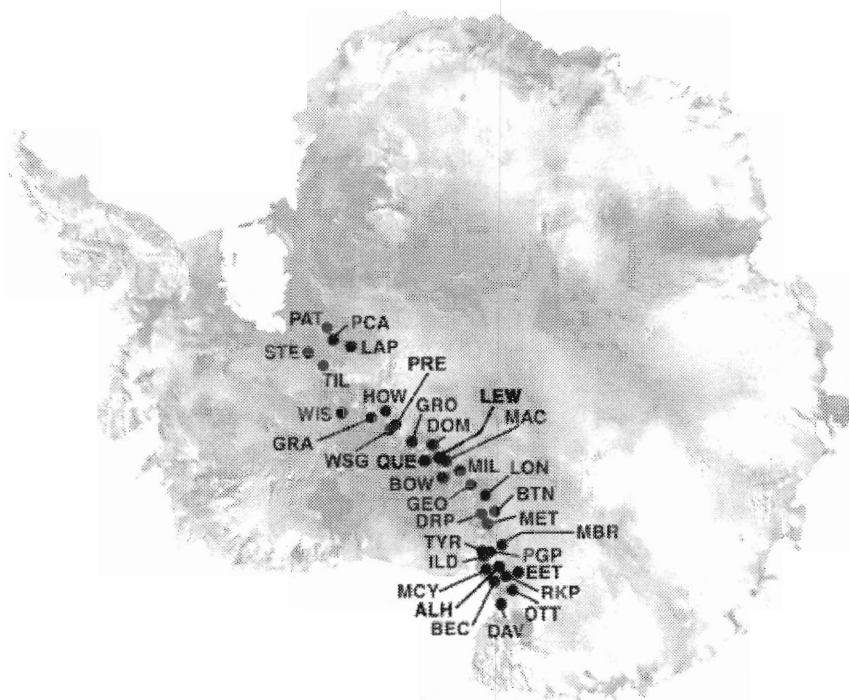 PAT
PCA
STE
LAP
TIL
PRE
HOW
LEW
WIS
GRO
MAC
GRA
DOM
WSG
QUE
MIL
LON
BOW
GEO
BTN
DRP
MET
MBR
TYR
PGP
ILD
EET
MCY
RKP
ALH
OTT
BEC
DAV